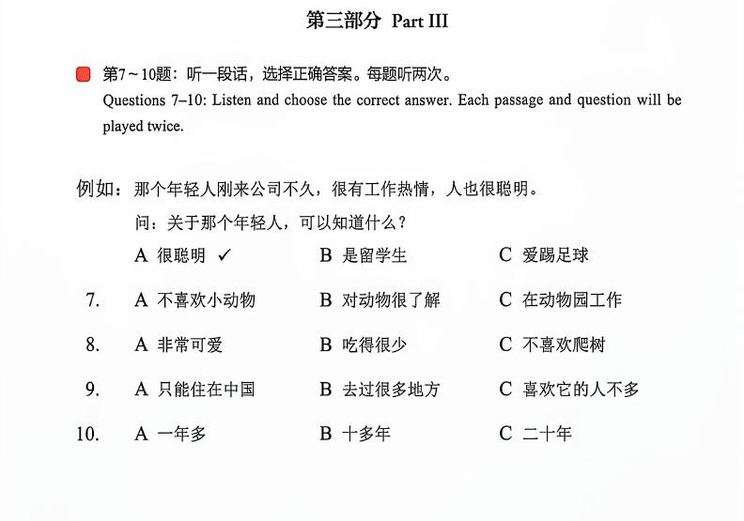 第三部分 Part III
第7～10题：听一段话，选择正确答案。每题听两次。
Questions 7–10: Listen and choose the correct answer. Each passage and question will be
played twice.
例如：那个年轻人刚来公司不久，很有工作热情，人也很聪明。
问：关于那个年轻人，可以知道什么？
A 很聪明 ✓ B 是留学生 C 爱踢足球
7. A 不喜欢小动物 B 对动物很了解 C 在动物园工作
8. A 非常可爱 B 吃得很少 C 不喜欢爬树
9. A 只能住在中国 B 去过很多地方 C 喜欢它的人不多
10. A 一年多 B 十多年 C 二十年